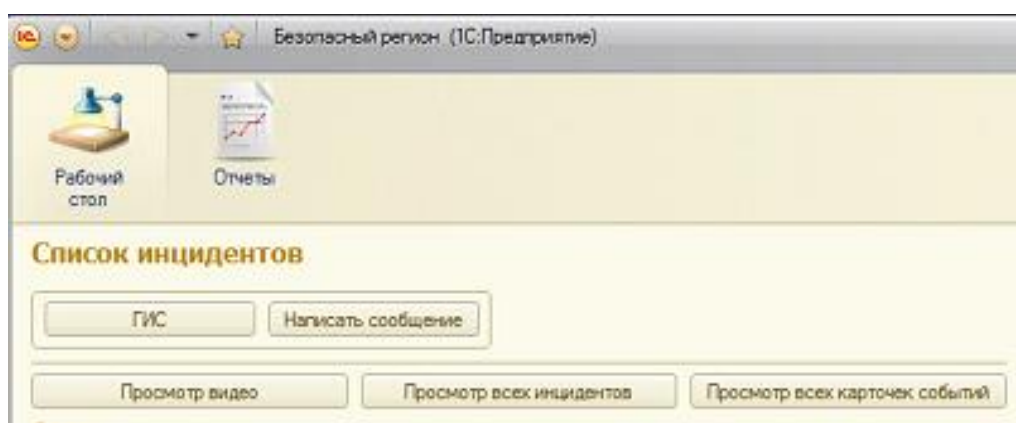 Безопасный регион (1С:Предприятие)
Рабочий
стол
Отчеты
Список инцидентов
ГИС Написать сообщение
Просмотр видео Просмотр всех инцидентов Просмотр всех карточек событий